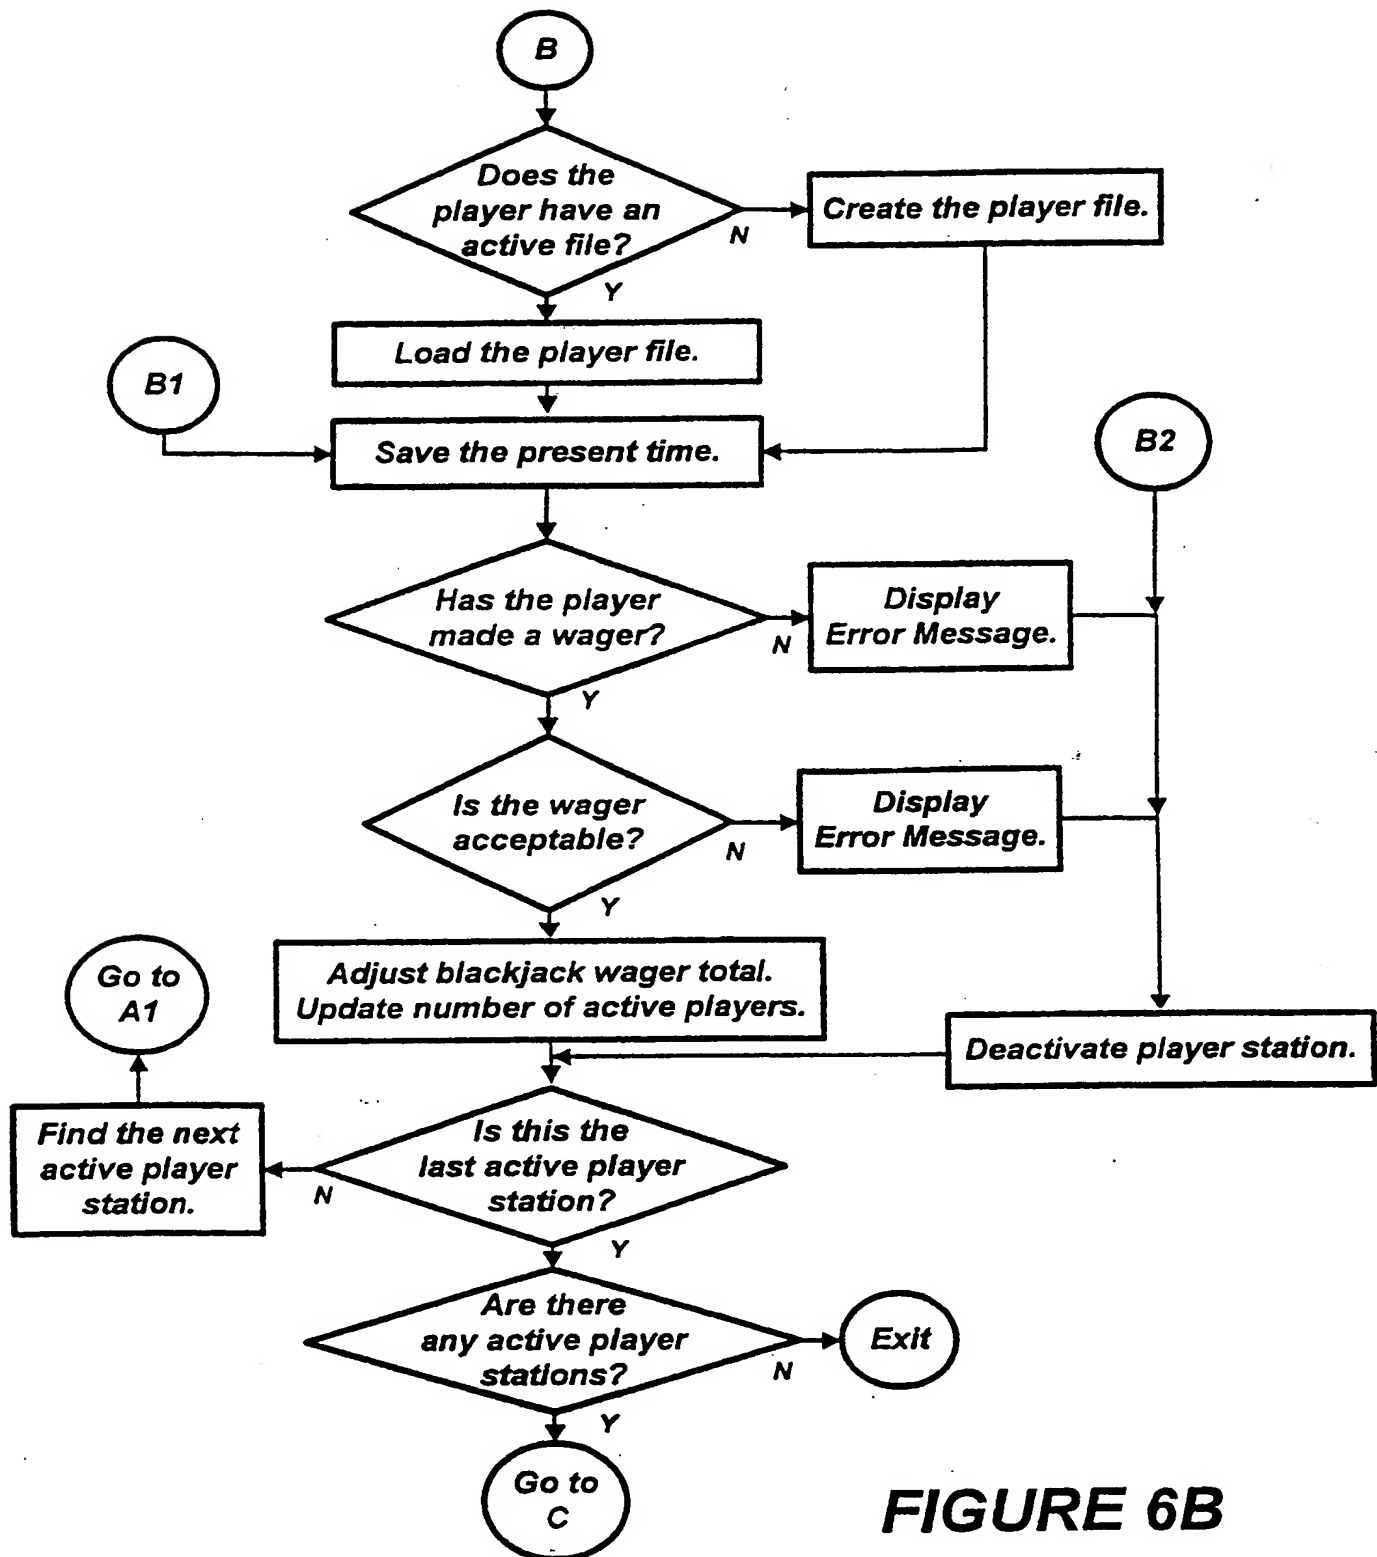 B
Does the
player have an
active file?
N
Create the player file.
Y
Load the player file.
B1
Save the present time.
B2
Has the player
made a wager?
N
Display
Error Message.
Y
Is the wager
acceptable?
N
Display
Error Message.
Y
Go to
A1
Adjust blackjack wager total.
Update number of active players.
Deactivate player station.
Find the next
active player
station.
N
Is this the
last active player
station?
Y
Are there
any active player
stations?
N
Exit
Y
Go to
C
FIGURE 6B